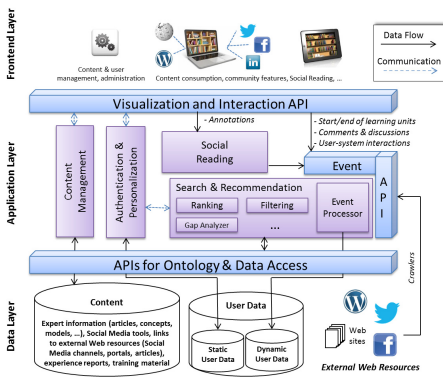 Frontend Layer
Content & user
management, administration
Content consumption, community features, Social Reading, ...
Data Flow
Communication
Visualization and Interaction API
- Annotations
- Start/end of learning units
- Comments & discussions
- User-system interactions
Application Layer
Content
Management
Authentication &
Personalization
Social
Reading
Event
API
Search & Recommendation
Ranking
Filtering
Gap Analyzer
...
Event
Processor
APIs for Ontology & Data Access
Crawlers
Data Layer
Content
Expert information (articles, concepts,
models, ...), Social Media tools, links
to external Web resources (Social
Media channels, portals, articles),
experience reports, training material
User Data
Static
User Data
Dynamic
User Data
Web
sites
External Web Resources